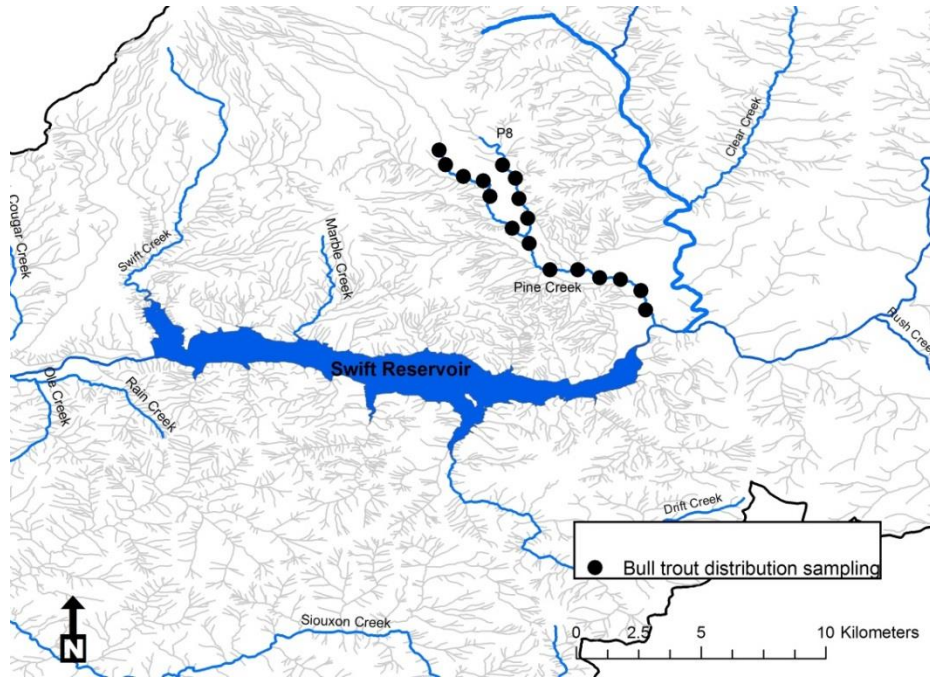 P8
Clear Creek
Cougar Creek
Swift Creek
Marble Creek
Pine Creek
Rush Creek
Swift Reservoir
Ole Creek
Rain Creek
Drift Creek
Bull trout distribution sampling
Siouxon Creek
N
0 2.5 5 10 Kilometers